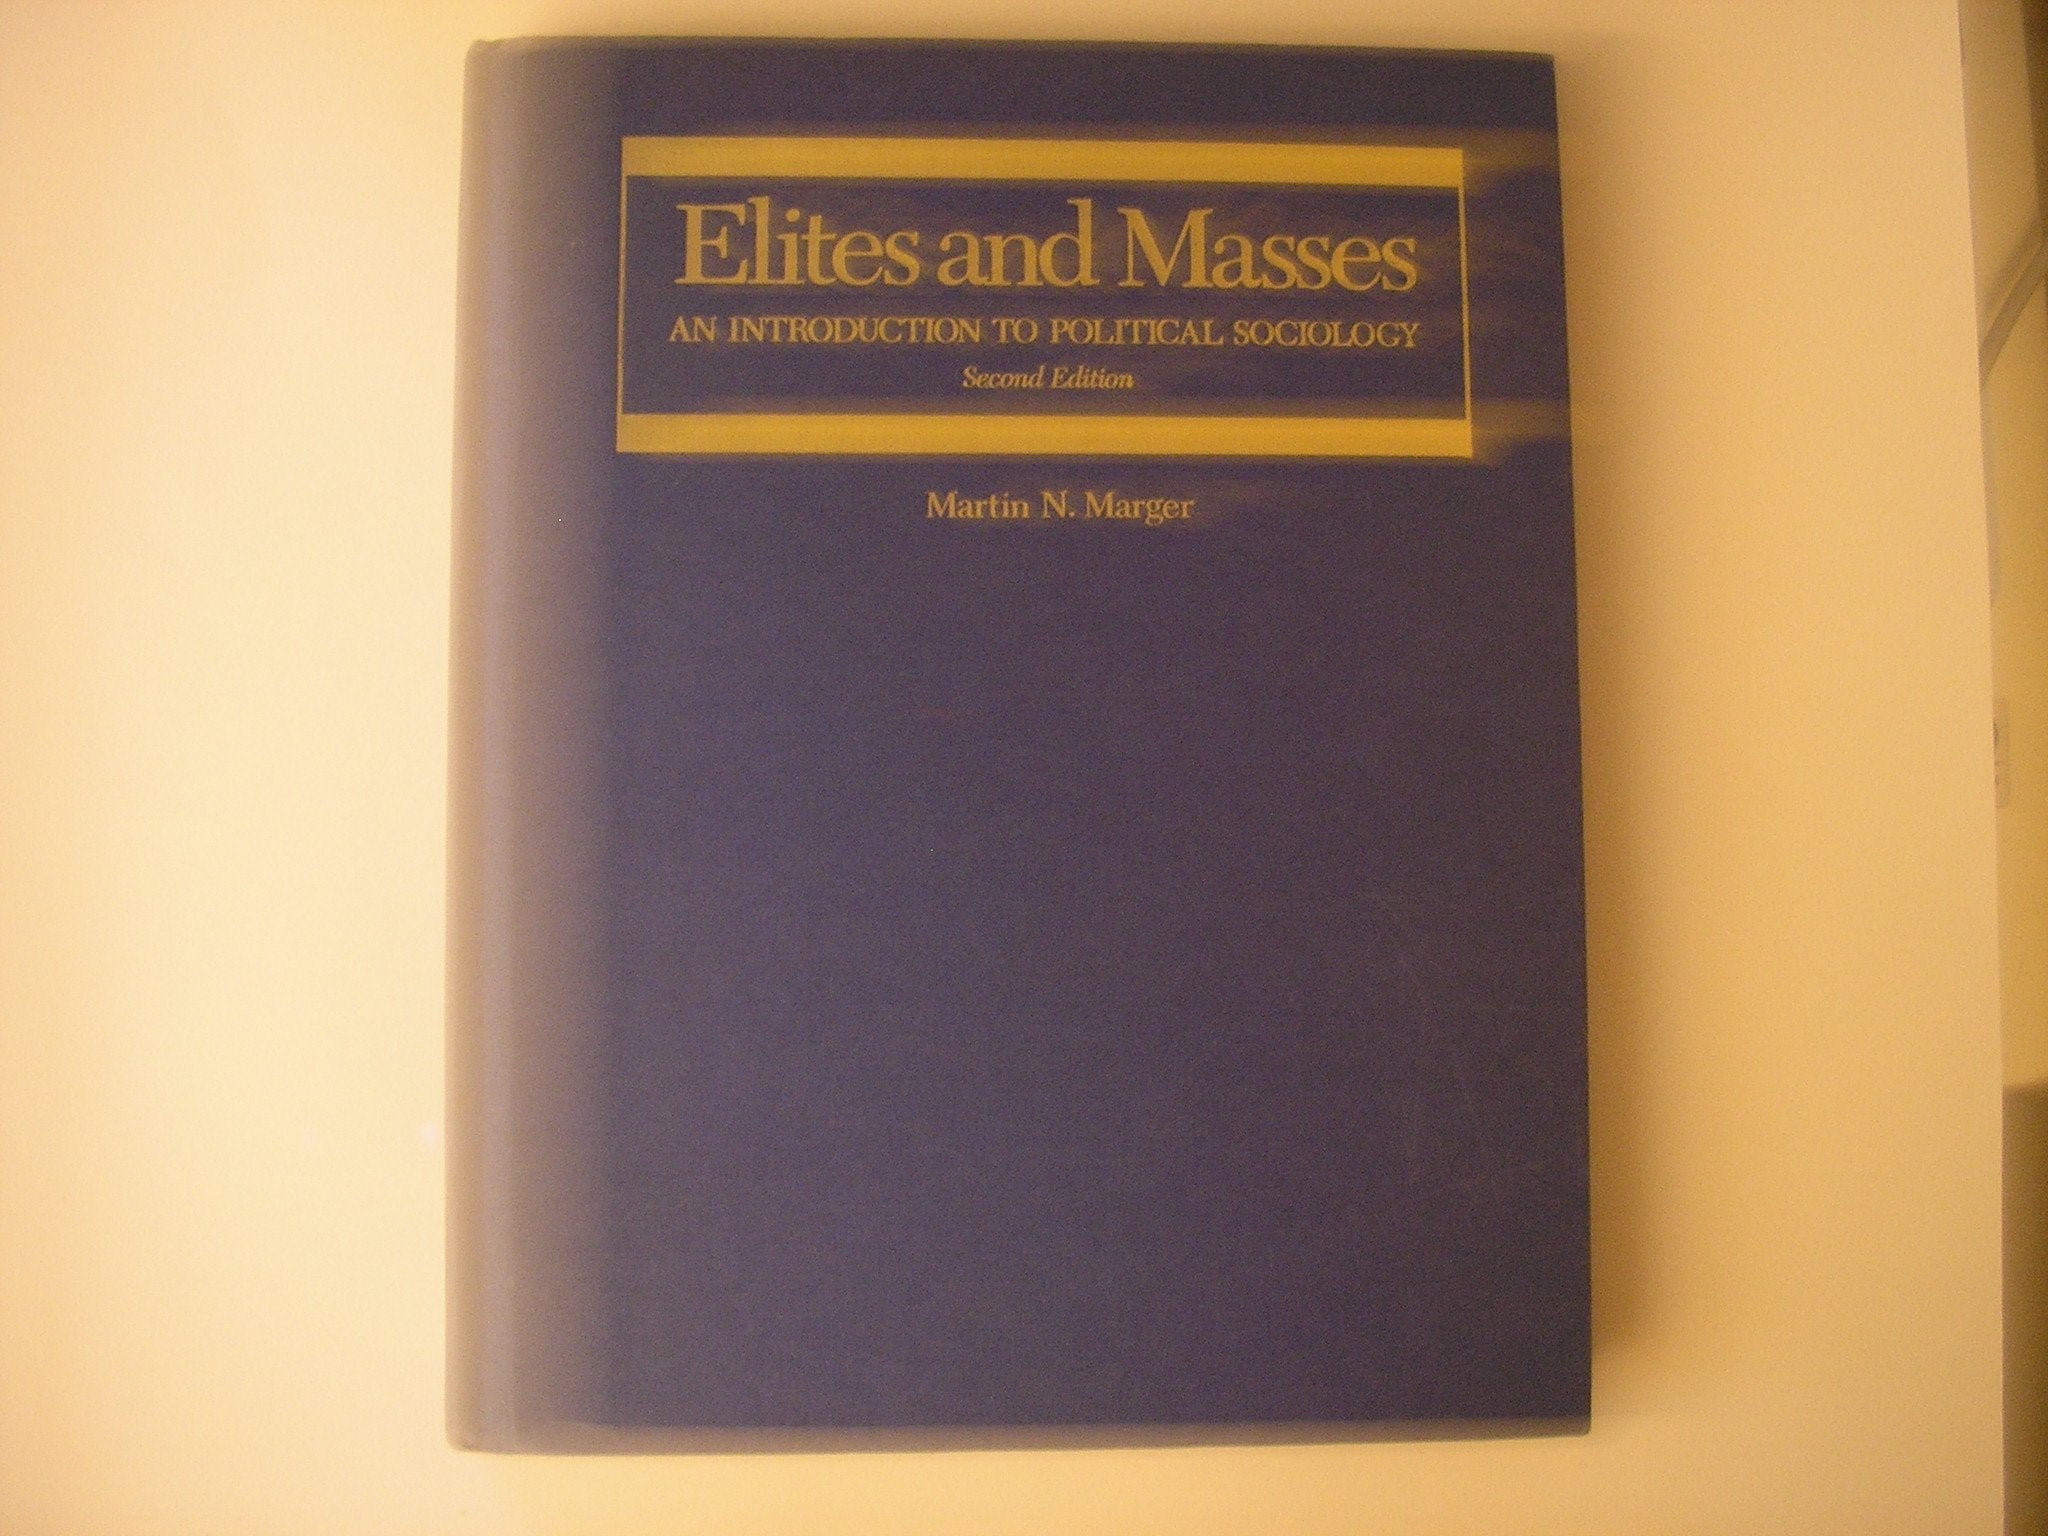 Elites and Masses
AN INTRODUCTION TO POLITICAL SOCIOLOGY
Second Edition
Martin N. Marger